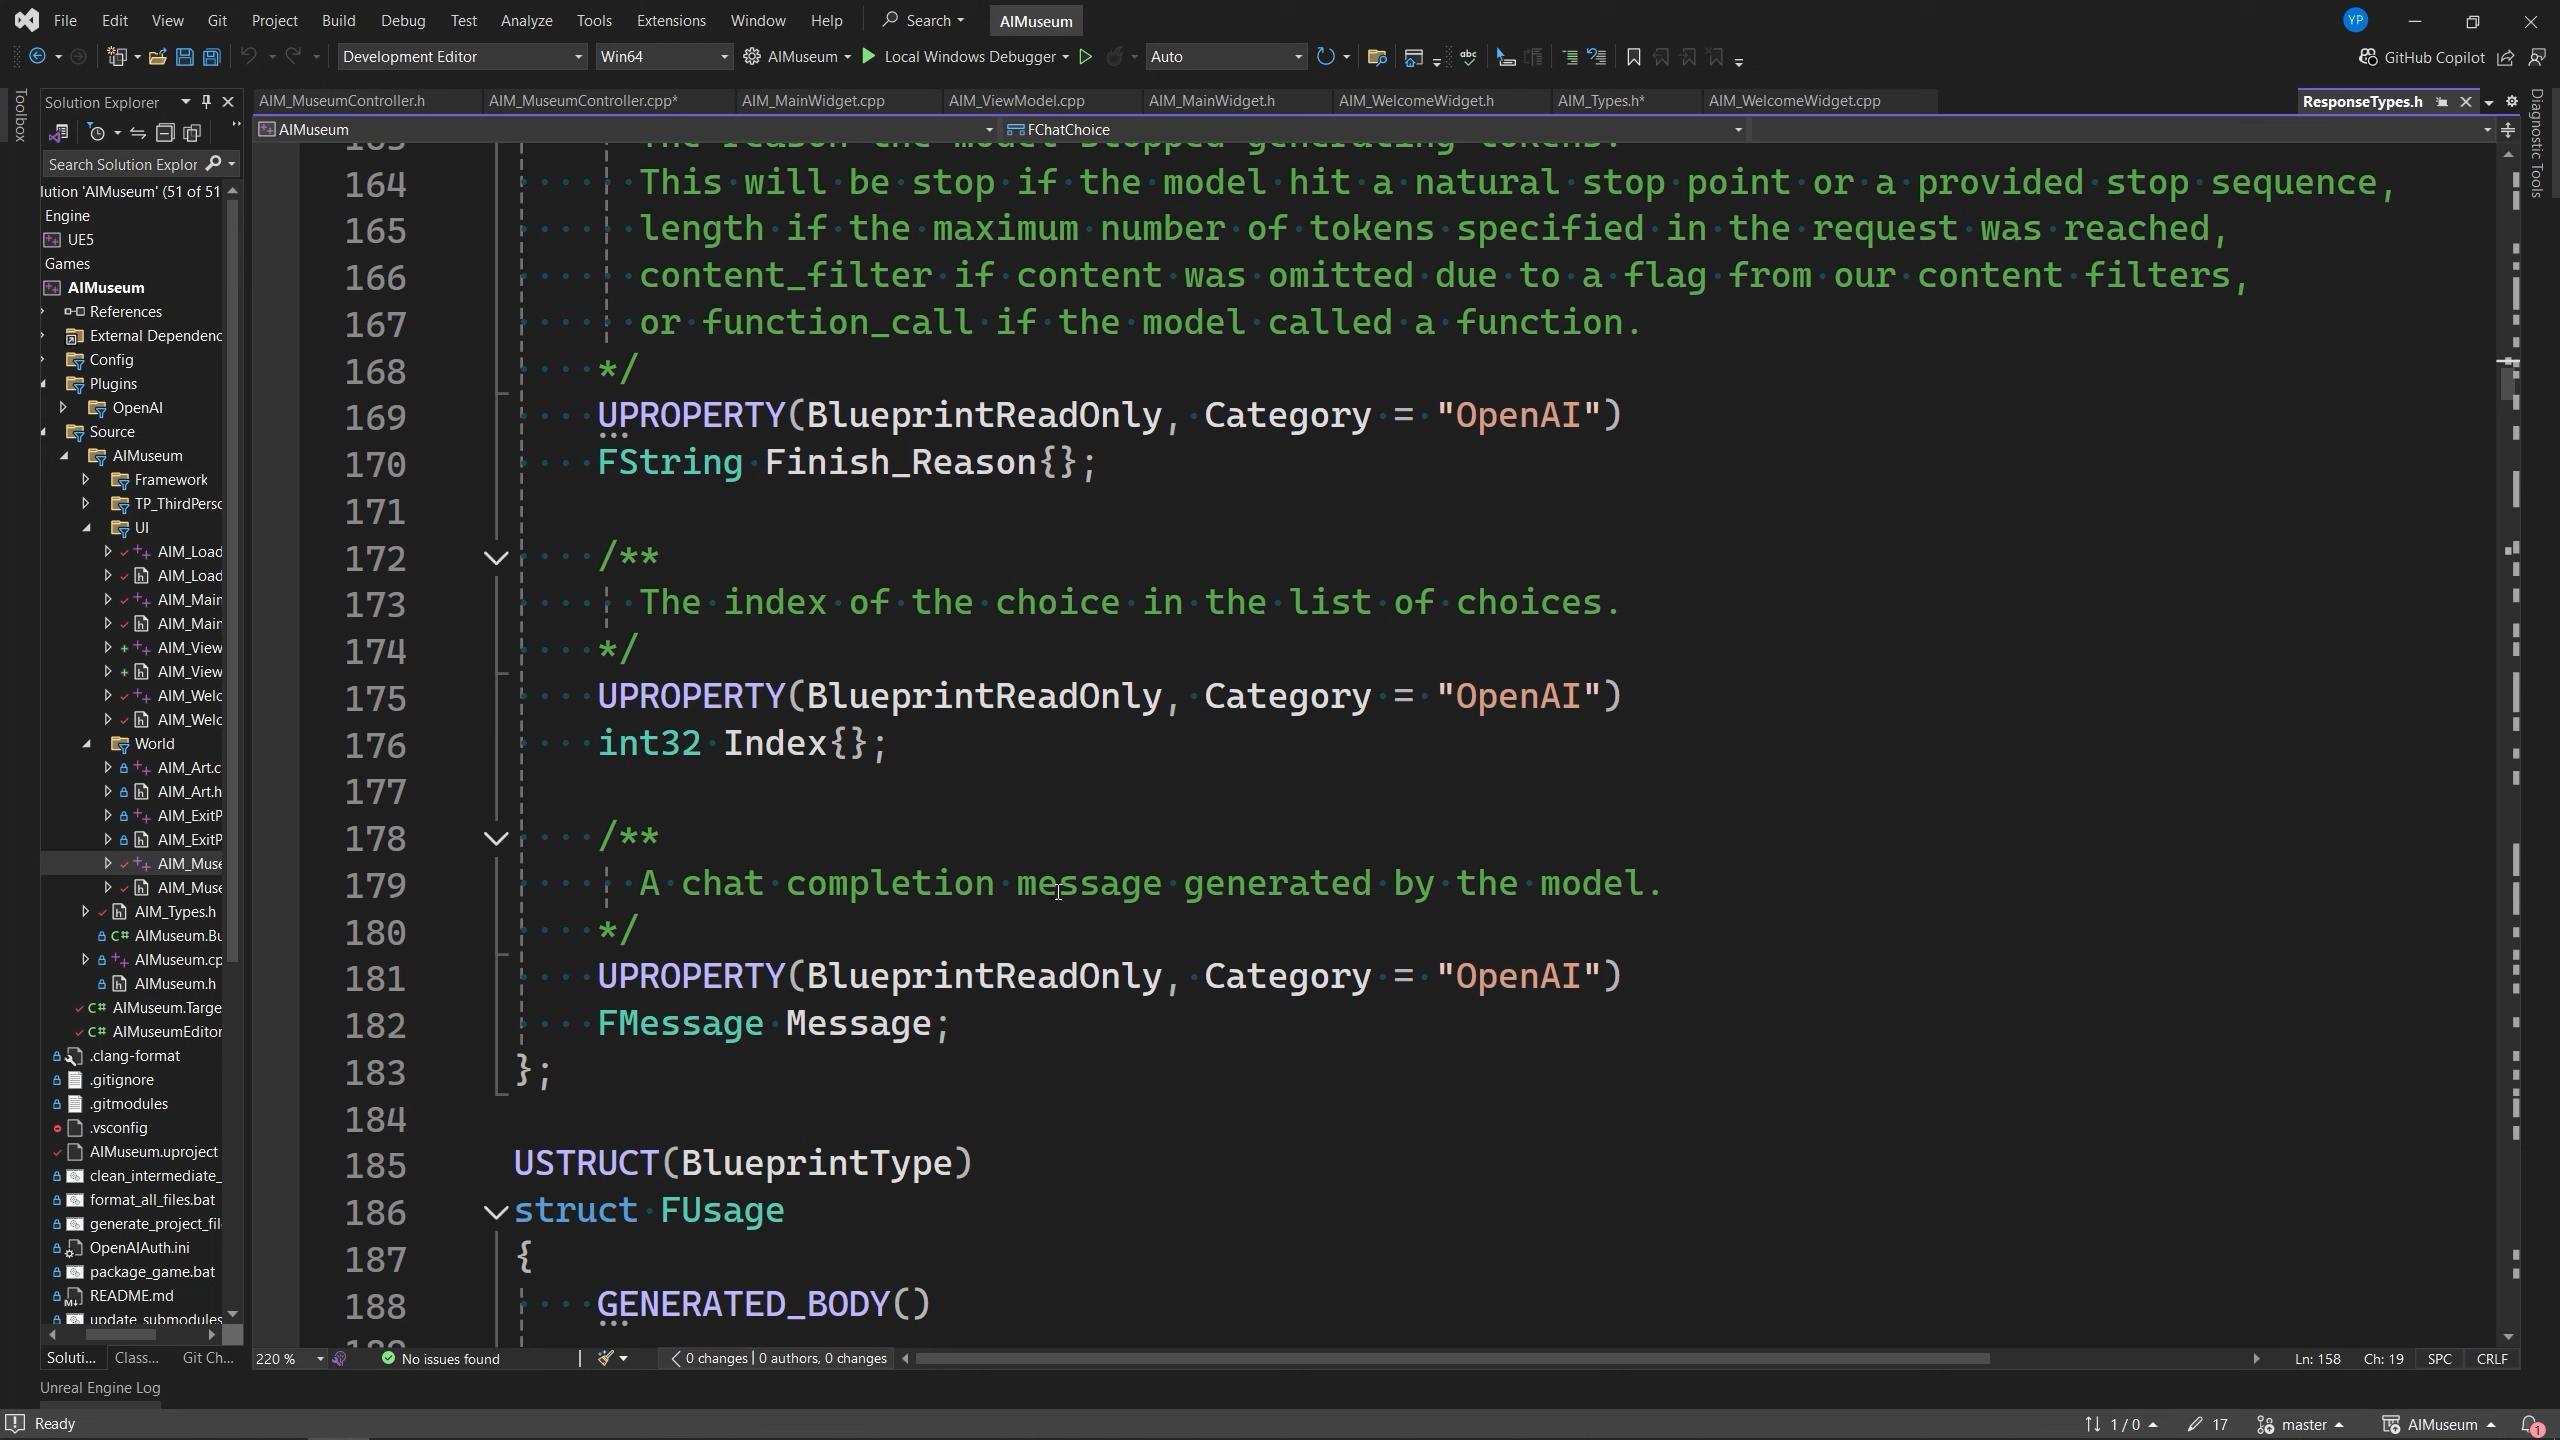 File Edit View Git Project Build Debug Test Analyze Tools Extensions Window Help Search AIMuseum YP
Development Editor Win64 AIMuseum Local Windows Debugger Auto GitHub Copilot
Toolbox
Solution Explorer
Search Solution Explor
lution 'AIMuseum' (51 of 51
Engine
UE5
Games
AIMuseum
References
External Dependenc
Config
Plugins
OpenAI
Source
AIMuseum
Framework
TP_ThirdPerso
UI
AIM_Load
AIM_Load
AIM_Main
AIM_Main
AIM_View
AIM_View
AIM_Welc
AIM_Welc
World
AIM_Art.c
AIM_Art.h
AIM_ExitP
AIM_ExitP
AIM_Muse
AIM_Muse
AIM_Types.h
AIMuseum.Bu
AIMuseum.cp
AIMuseum.h
AIMuseum.Targe
AIMuseumEditor
.clang-format
.gitignore
.gitmodules
.vsconfig
AIMuseum.uproject
clean_intermediate_
format_all_files.bat
generate_project_fil
OpenAIAuth.ini
package_game.bat
README.md
update_submodules
Soluti... Class... Git Ch...
AIM_MuseumController.h AIM_MuseumController.cpp* AIM_MainWidget.cpp AIM_ViewModel.cpp AIM_MainWidget.h AIM_WelcomeWidget.h AIM_Types.h* AIM_WelcomeWidget.cpp ResponseTypes.h
AIMuseum FChatChoice
The reason the model stopped generating tokens.
164 This will be stop if the model hit a natural stop point or a provided stop sequence,
165 length if the maximum number of tokens specified in the request was reached,
166 content_filter if content was omitted due to a flag from our content filters,
167 or function_call if the model called a function.
168 */
169 UPROPERTY(BlueprintReadOnly, Category = "OpenAI")
170 FString Finish_Reason{};
171
172 /**
173 The index of the choice in the list of choices.
174 */
175 UPROPERTY(BlueprintReadOnly, Category = "OpenAI")
176 int32 Index{};
177
178 /**
179 A chat completion message generated by the model.
180 */
181 UPROPERTY(BlueprintReadOnly, Category = "OpenAI")
182 FMessage Message;
183 };
184
185 USTRUCT(BlueprintType)
186 struct FUsage
187 {
188 GENERATED_BODY()
Diagnostic Tools
220 % No issues found 0 changes | 0 authors, 0 changes Ln: 158 Ch: 19 SPC CRLF
Unreal Engine Log
Ready 1 / 0 17 master AIMuseum 1